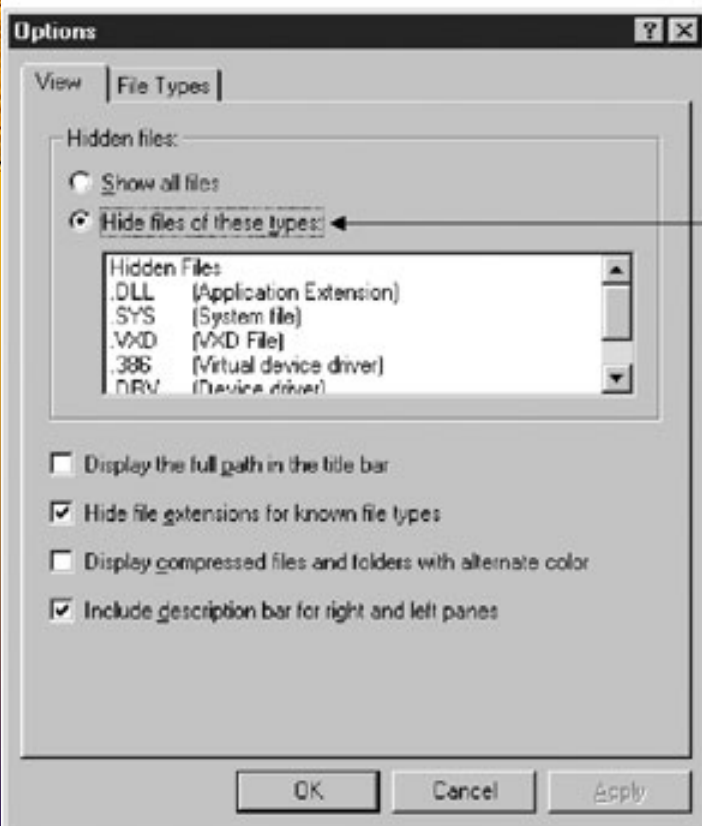 Options
View File Types
Hidden files:
Show all files
Hide files of these types:
Hidden Files
.DLL (Application Extension)
.SYS (System file)
.VXD (VXD File)
.386 (Virtual device driver)
.DRV (Device driver)
Display the full path in the title bar
Hide file extensions for known file types
Display compressed files and folders with alternate color
Include description bar for right and left panes
OK Cancel Apply